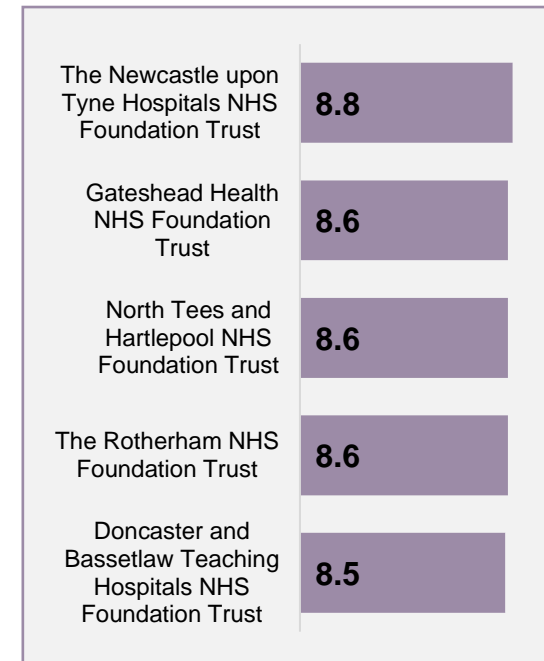 The Newcastle upon
Tyne Hospitals NHS
Foundation Trust
8.8
Gateshead Health
NHS Foundation
Trust
8.6
North Tees and
Hartlepool NHS
Foundation Trust
8.6
The Rotherham NHS
Foundation Trust
8.6
Doncaster and
Bassetlaw Teaching
Hospitals NHS
Foundation Trust
8.5